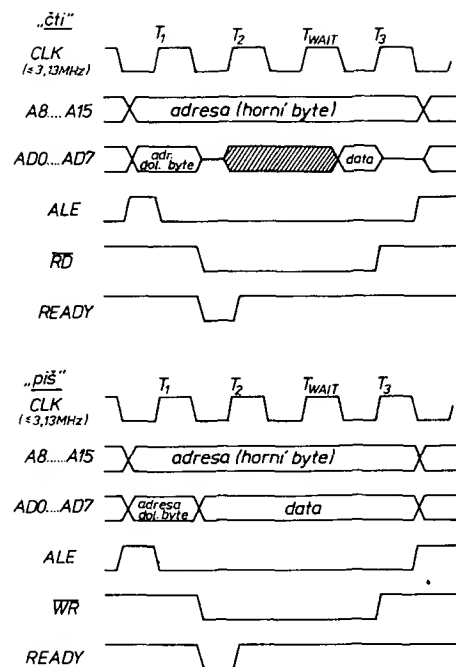 „čti"
T1 T2 TWAIT T3
CLK
(≤3,13MHz)
A8....A15
adresa (horní byte)
AD0....AD7
adr. dol. byte
data
ALE
RD
READY
„piš"
T1 T2 TWAIT T3
CLK
(≤3,13MHz)
A8......A15
adresa (horní byte)
AD0....AD7
adresa dol. byte
data
ALE
WR
READY